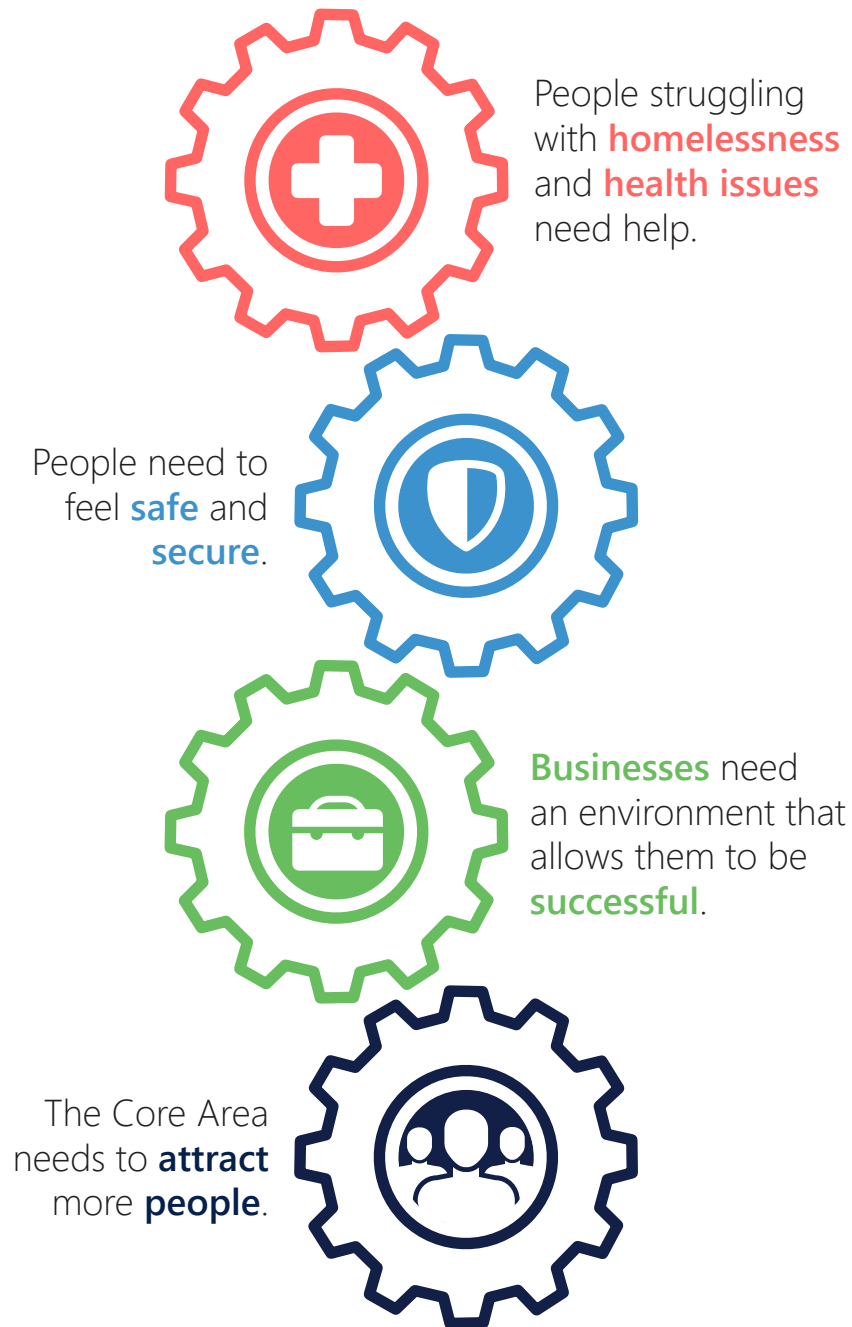 People struggling
with homelessness
and health issues
need help.
People need to
feel safe and
secure.
Businesses need
an environment that
allows them to be
successful.
The Core Area
needs to attract
more people.